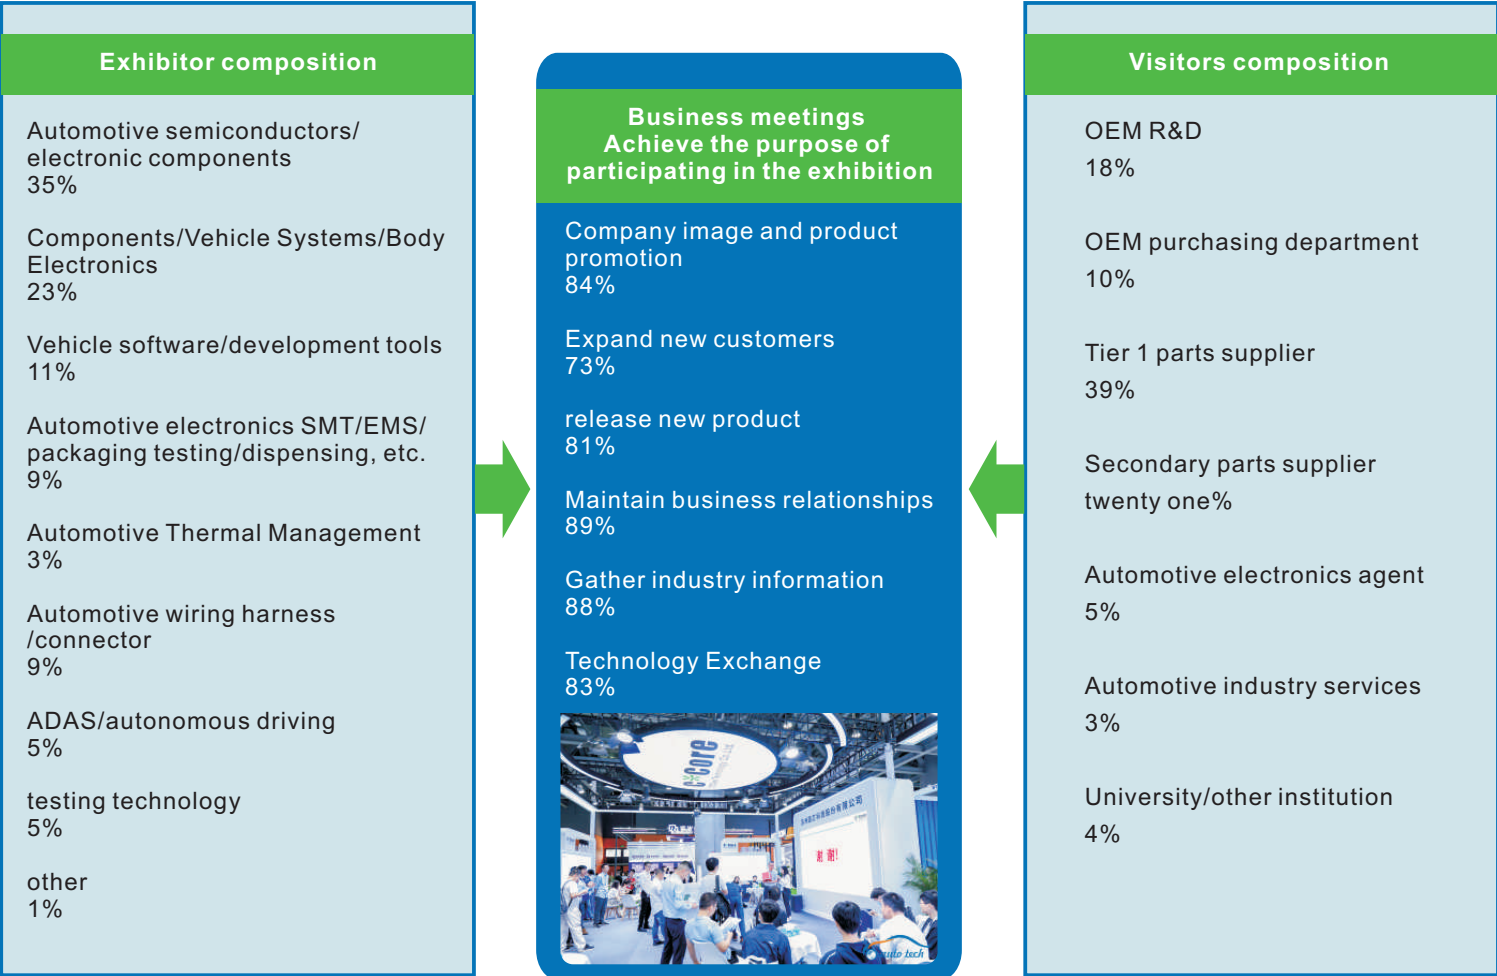 Exhibitor composition
Automotive semiconductors/
electronic components
35%
Components/Vehicle Systems/Body
Electronics
23%
Vehicle software/development tools
11%
Automotive electronics SMT/EMS/
packaging testing/dispensing, etc.
9%
Automotive Thermal Management
3%
Automotive wiring harness
/connector
9%
ADAS/autonomous driving
5%
testing technology
5%
other
1%
Business meetings
Achieve the purpose of
participating in the exhibition
Company image and product
promotion
84%
Expand new customers
73%
release new product
81%
Maintain business relationships
89%
Gather industry information
88%
Technology Exchange
83%
谢谢!
auto tech
Visitors composition
OEM R&D
18%
OEM purchasing department
10%
Tier 1 parts supplier
39%
Secondary parts supplier
twenty one%
Automotive electronics agent
5%
Automotive industry services
3%
University/other institution
4%